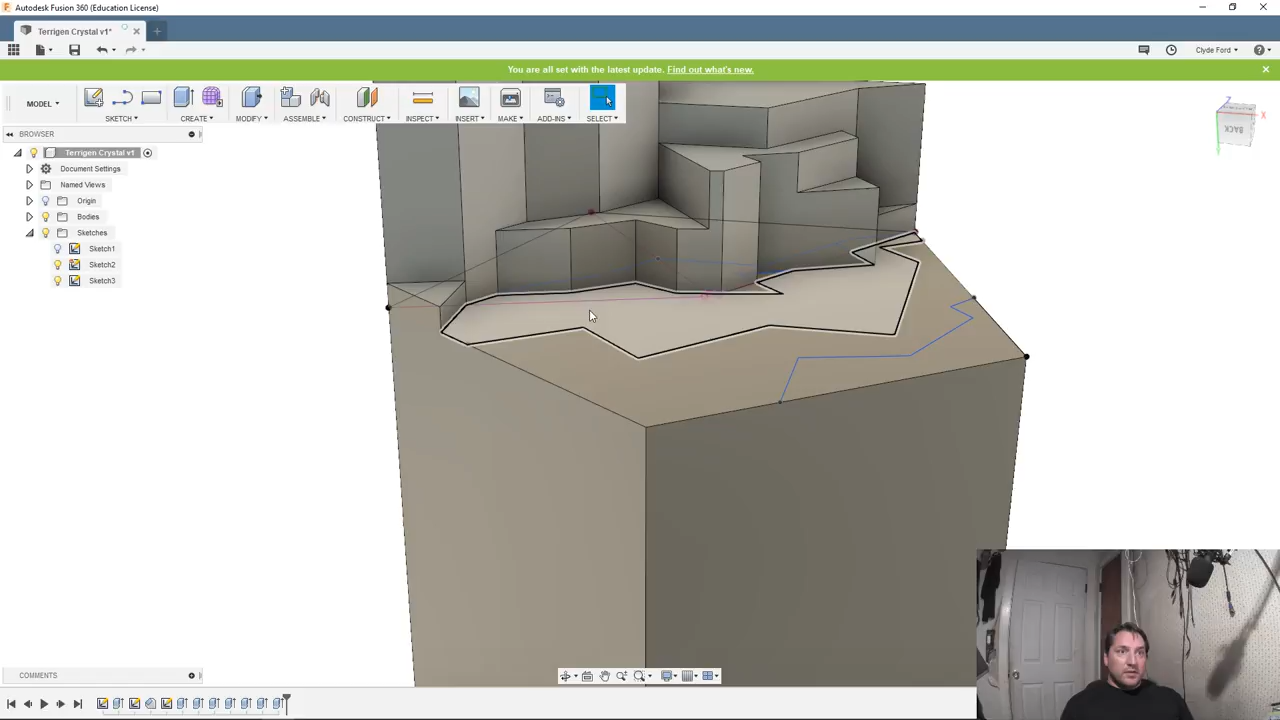 Autodesk Fusion 360 (Education License)
Terrigen Crystal v1*
Clyde Ford
You are all set with the latest update. Find out what's new.
MODEL
SKETCH
CREATE
MODIFY
ASSEMBLE
CONSTRUCT
INSPECT
INSERT
MAKE
ADD-INS
SELECT
BROWSER
Terrigen Crystal v1
Document Settings
Named Views
Origin
Bodies
Sketches
Sketch1
Sketch2
Sketch3
Z
X
BACK
COMMENTS